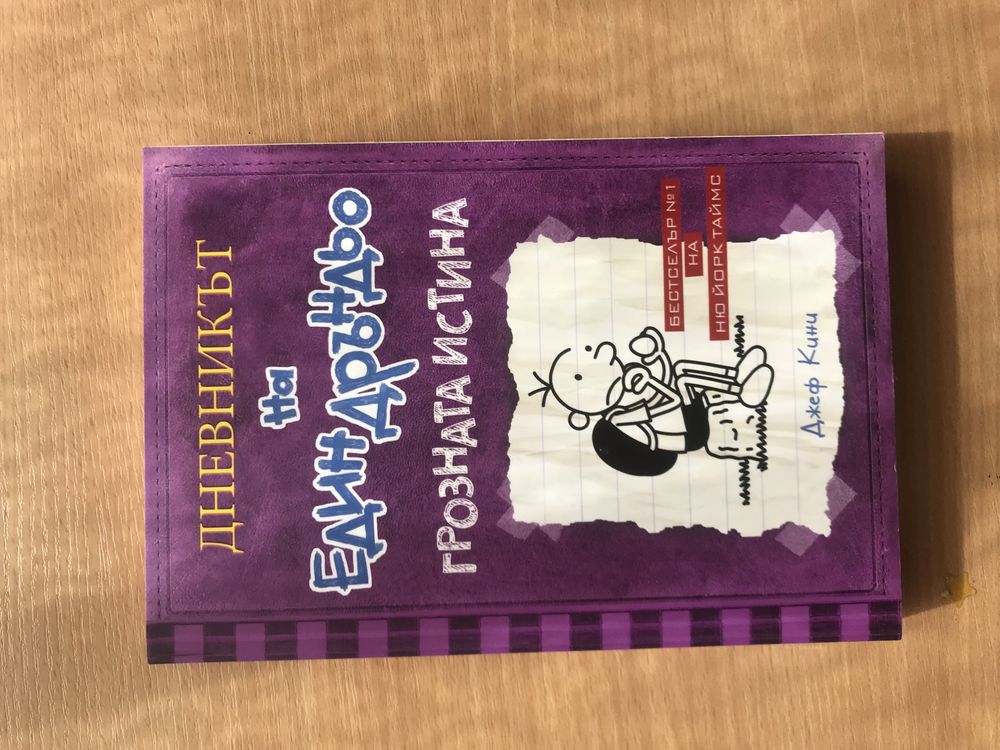 ДНЕВНИКЪТ
на
Един Дръндьо
ГРОЗНАТА ИСТИНА
БЕСТСЕЛЪР №1
НА
НЮ ЙОРК ТАЙМС
Джеф Кини